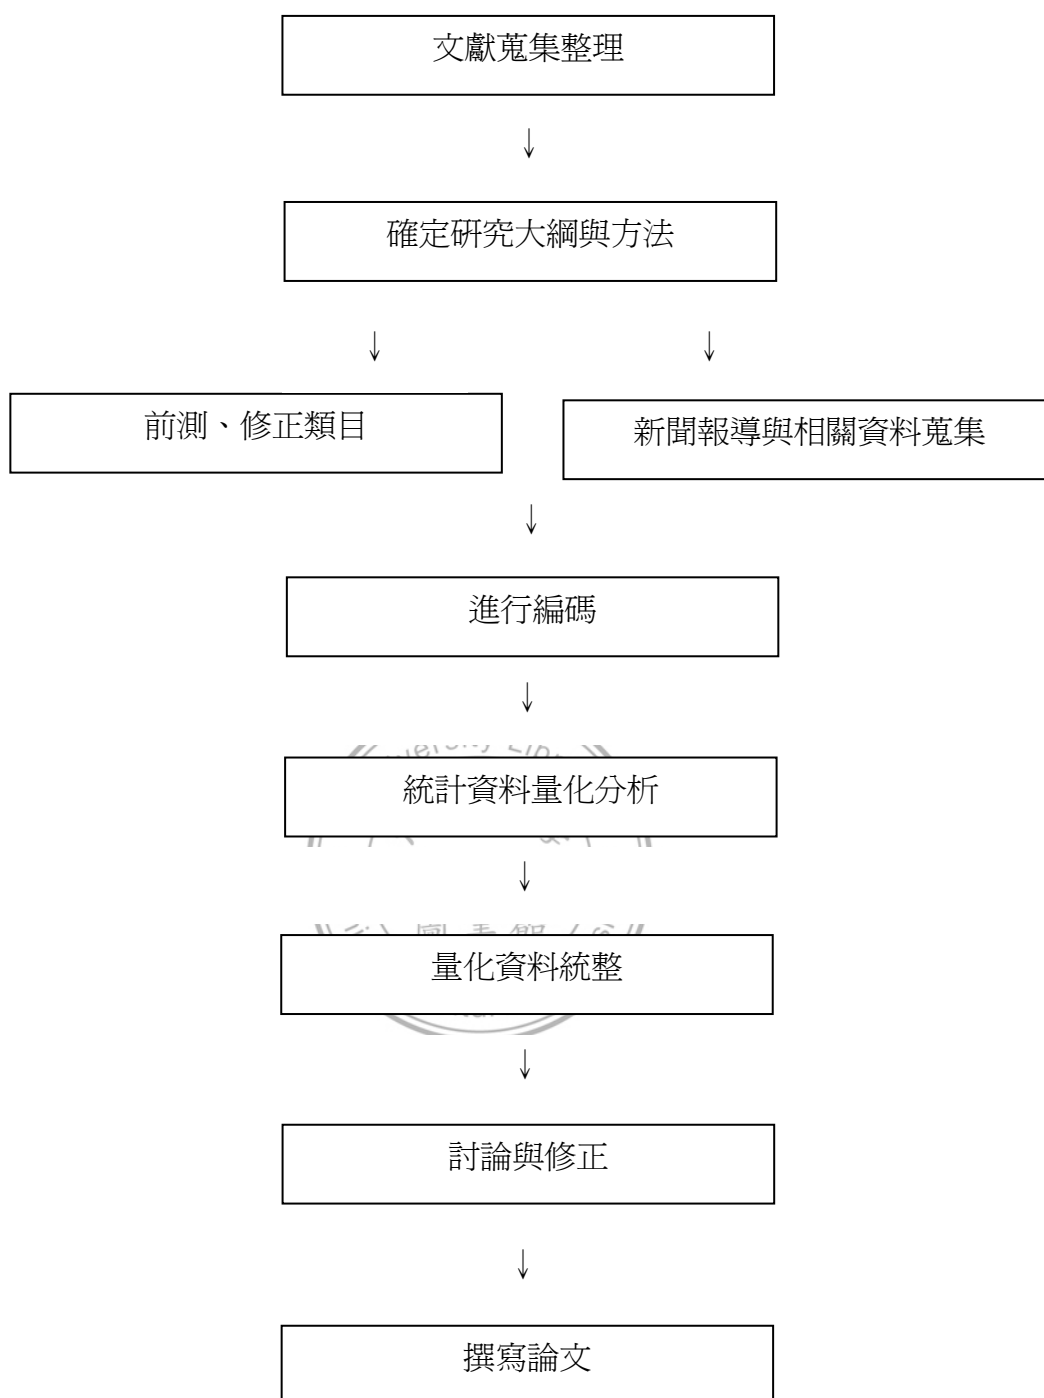 文獻蒐集整理
↓
確定研究大綱與方法
↓ ↓
前測、修正類目
新聞報導與相關資料蒐集
↓
進行編碼
↓
統計資料量化分析
↓
量化資料統整
↓
討論與修正
↓
撰寫論文